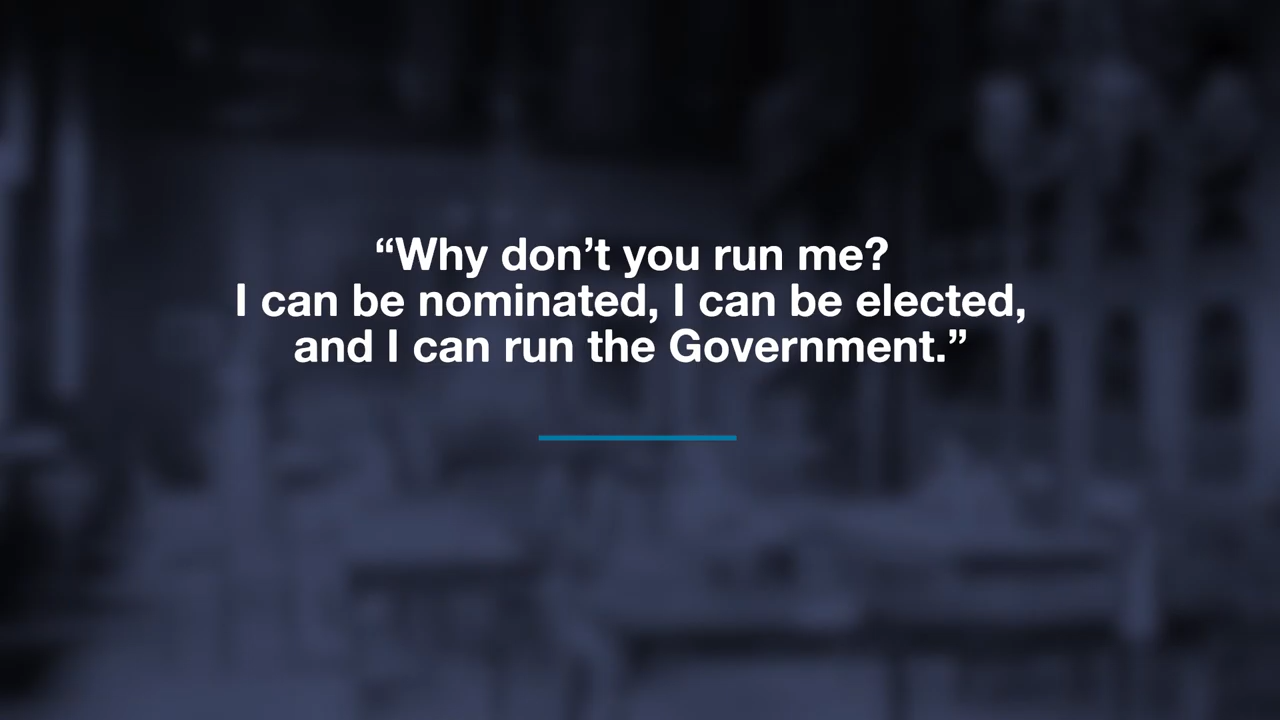 “Why don’t you run me?
I can be nominated, I can be elected,
and I can run the Government.”